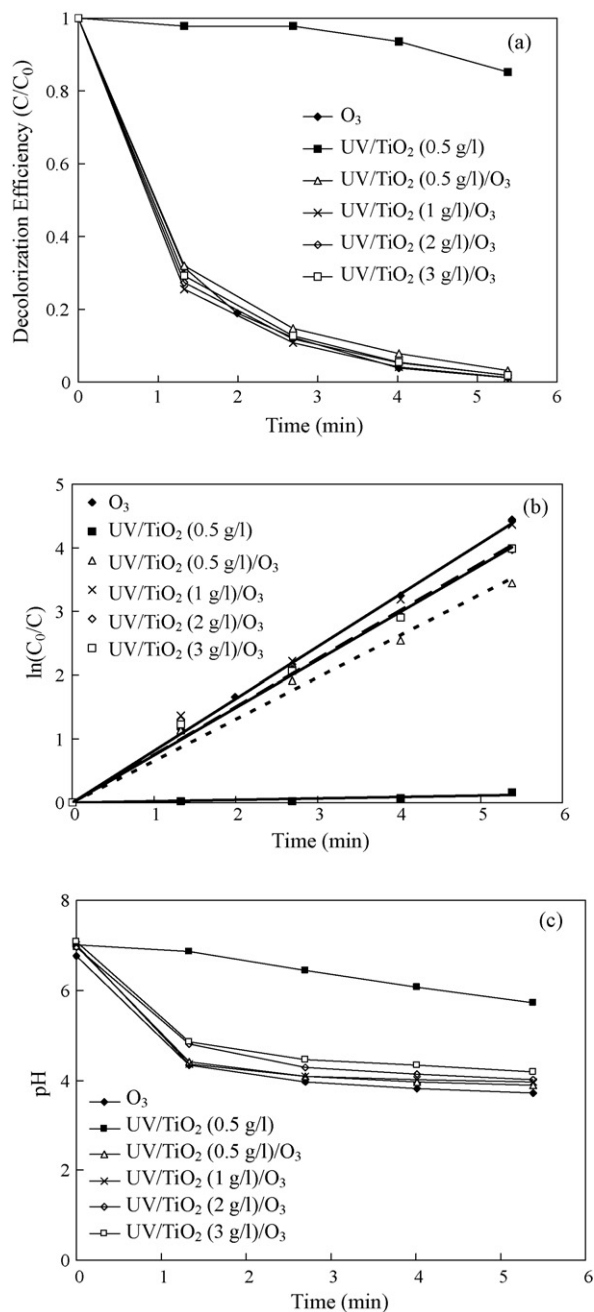 (a)
Decolorization Efficiency (C/C₀)
1
0.8
0.6
0.4
0.2
0
O₃
UV/TiO₂ (0.5 g/l)
UV/TiO₂ (0.5 g/l)/O₃
UV/TiO₂ (1 g/l)/O₃
UV/TiO₂ (2 g/l)/O₃
UV/TiO₂ (3 g/l)/O₃
0 1 2 3 4 5 6
Time (min)
(b)
ln(C₀/C)
5
4
3
2
1
0
O₃
UV/TiO₂ (0.5 g/l)
UV/TiO₂ (0.5 g/l)/O₃
UV/TiO₂ (1 g/l)/O₃
UV/TiO₂ (2 g/l)/O₃
UV/TiO₂ (3 g/l)/O₃
0 1 2 3 4 5 6
Time (min)
(c)
pH
8
6
4
2
0
O₃
UV/TiO₂ (0.5 g/l)
UV/TiO₂ (0.5 g/l)/O₃
UV/TiO₂ (1 g/l)/O₃
UV/TiO₂ (2 g/l)/O₃
UV/TiO₂ (3 g/l)/O₃
0 1 2 3 4 5 6
Time (min)